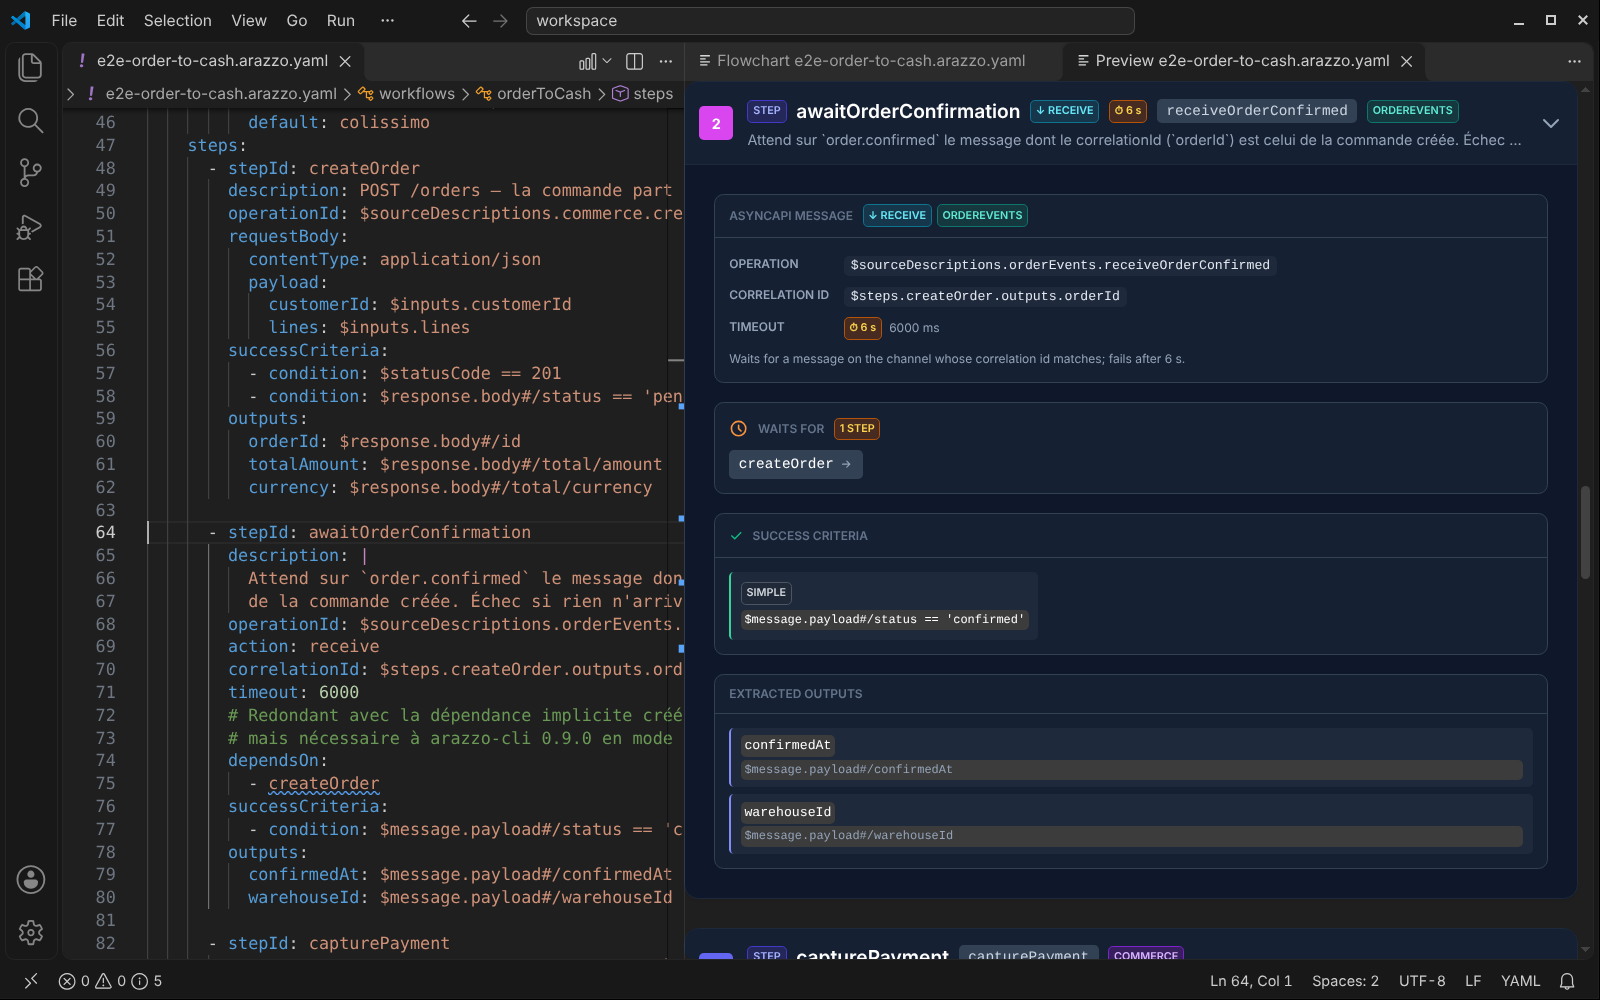 File Edit Selection View Go Run ···
workspace
! e2e-order-to-cash.arazzo.yaml
> ! e2e-order-to-cash.arazzo.yaml > workflows > orderToCash > steps
46 default: colissimo
47 steps:
48 - stepId: createOrder
49 description: POST /orders — la commande part
50 operationId: $sourceDescriptions.commerce.cre
51 requestBody:
52 contentType: application/json
53 payload:
54 customerId: $inputs.customerId
55 lines: $inputs.lines
56 successCriteria:
57 - condition: $statusCode == 201
58 - condition: $response.body#/status == 'pen
59 outputs:
60 orderId: $response.body#/id
61 totalAmount: $response.body#/total/amount
62 currency: $response.body#/total/currency
63
64 - stepId: awaitOrderConfirmation
65 description: |
66 Attend sur `order.confirmed` le message don
67 de la commande créée. Échec si rien n'arriv
68 operationId: $sourceDescriptions.orderEvents.
69 action: receive
70 correlationId: $steps.createOrder.outputs.ord
71 timeout: 6000
72 # Redondant avec la dépendance implicite créé
73 # mais nécessaire à arazzo-cli 0.9.0 en mode
74 dependsOn:
75 - createOrder
76 successCriteria:
77 - condition: $message.payload#/status == 'c
78 outputs:
79 confirmedAt: $message.payload#/confirmedAt
80 warehouseId: $message.payload#/warehouseId
81
82 - stepId: capturePayment
Flowchart e2e-order-to-cash.arazzo.yaml
Preview e2e-order-to-cash.arazzo.yaml
2 STEP awaitOrderConfirmation ↓ RECEIVE ⏱ 6 s receiveOrderConfirmed ORDEREVENTS
Attend sur `order.confirmed` le message dont le correlationId (`orderId`) est celui de la commande créée. Échec ...
ASYNCAPI MESSAGE ↓ RECEIVE ORDEREVENTS
OPERATION $sourceDescriptions.orderEvents.receiveOrderConfirmed
CORRELATION ID $steps.createOrder.outputs.orderId
TIMEOUT ⏱ 6 s 6000 ms
Waits for a message on the channel whose correlation id matches; fails after 6 s.
WAITS FOR 1 STEP
createOrder →
SUCCESS CRITERIA
SIMPLE
$message.payload#/status == 'confirmed'
EXTRACTED OUTPUTS
confirmedAt
$message.payload#/confirmedAt
warehouseId
$message.payload#/warehouseId
STEP capturePayment capturePayment COMMERCE
0 0 5
Ln 64, Col 1 Spaces: 2 UTF-8 LF YAML